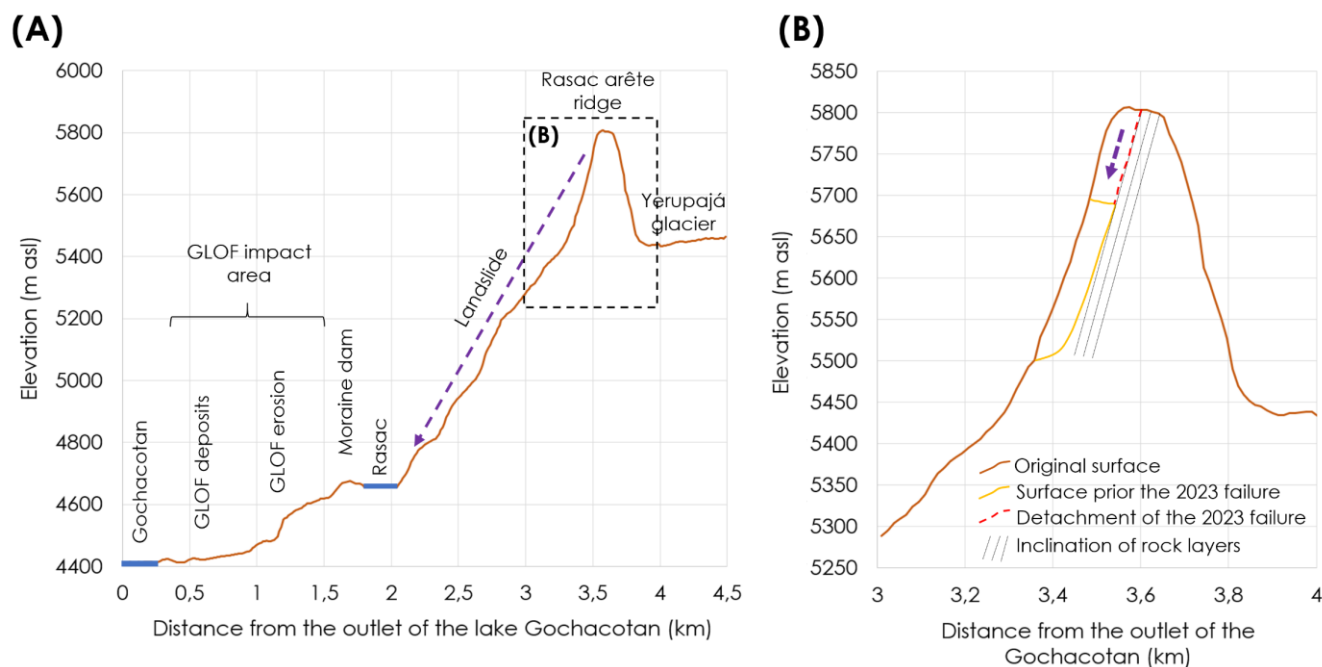 (A)
Elevation (m asl)
6000
5800
5600
5400
5200
5000
4800
4600
4400
Rasac arête
ridge
(B)
Yerupajá
glacier
GLOF impact
area
Landslide
Gochacotan
GLOF deposits
GLOF erosion
Moraine dam
Rasac
0 0,5 1 1,5 2 2,5 3 3,5 4 4,5
Distance from the outlet of the lake Gochacotan (km)
(B)
Elevation (m asl)
5850
5800
5750
5700
5650
5600
5550
5500
5450
5400
5350
5300
5250
Original surface
Surface prior the 2023 failure
Detachment of the 2023 failure
Inclination of rock layers
3 3,2 3,4 3,6 3,8 4
Distance from the outlet of the
Gochacotan (km)